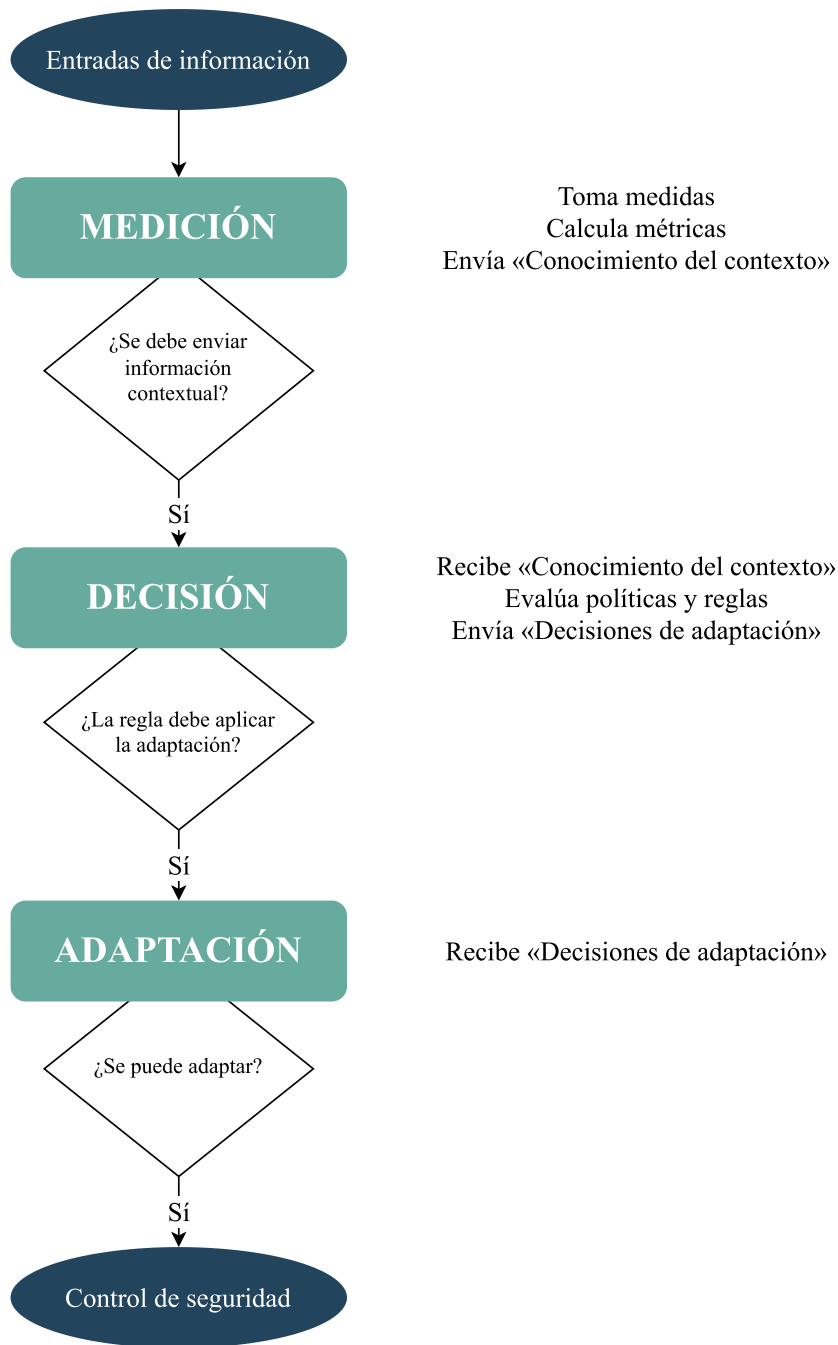 Entradas de información
MEDICIÓN
Toma medidas
Calcula métricas
Envía «Conocimiento del contexto»
¿Se debe enviar
información
contextual?
Sí
DECISIÓN
Recibe «Conocimiento del contexto»
Evalúa políticas y reglas
Envía «Decisiones de adaptación»
¿La regla debe aplicar
la adaptación?
Sí
ADAPTACIÓN
Recibe «Decisiones de adaptación»
¿Se puede adaptar?
Sí
Control de seguridad